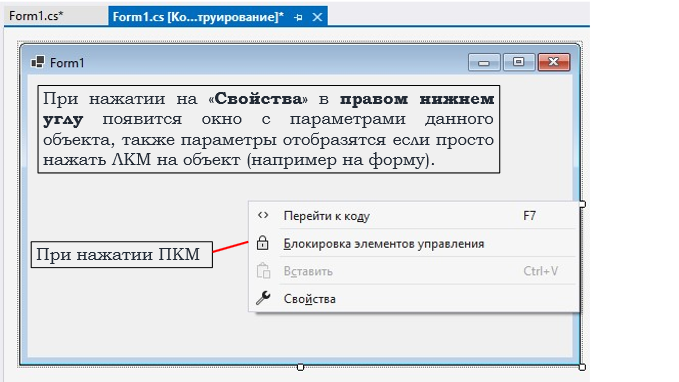 Form1.cs*
Form1.cs [Ко...труирование]*
Form1
При нажатии на «Свойства» в правом нижнем
углу появится окно с параметрами данного
объекта, также параметры отобразятся если просто
нажать ЛКМ на объект (например на форму).
Перейти к коду F7
При нажатии ПКМ
Блокировка элементов управления
Вставить Ctrl+V
Свойства